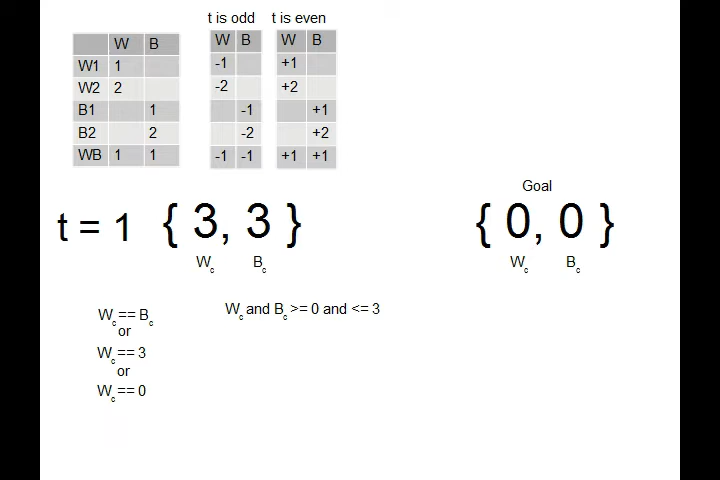 t is odd t is even
W B W B W B
W1 1 -1 +1
W2 2 -2 +2
B1 1 -1 +1
B2 2 -2 +2
WB 1 1 -1 -1 +1 +1
Goal
t = 1 { 3, 3 } { 0, 0 }
Wc Bc Wc Bc
Wc == Bc Wc and Bc >= 0 and <= 3
or
Wc == 3
or
Wc == 0